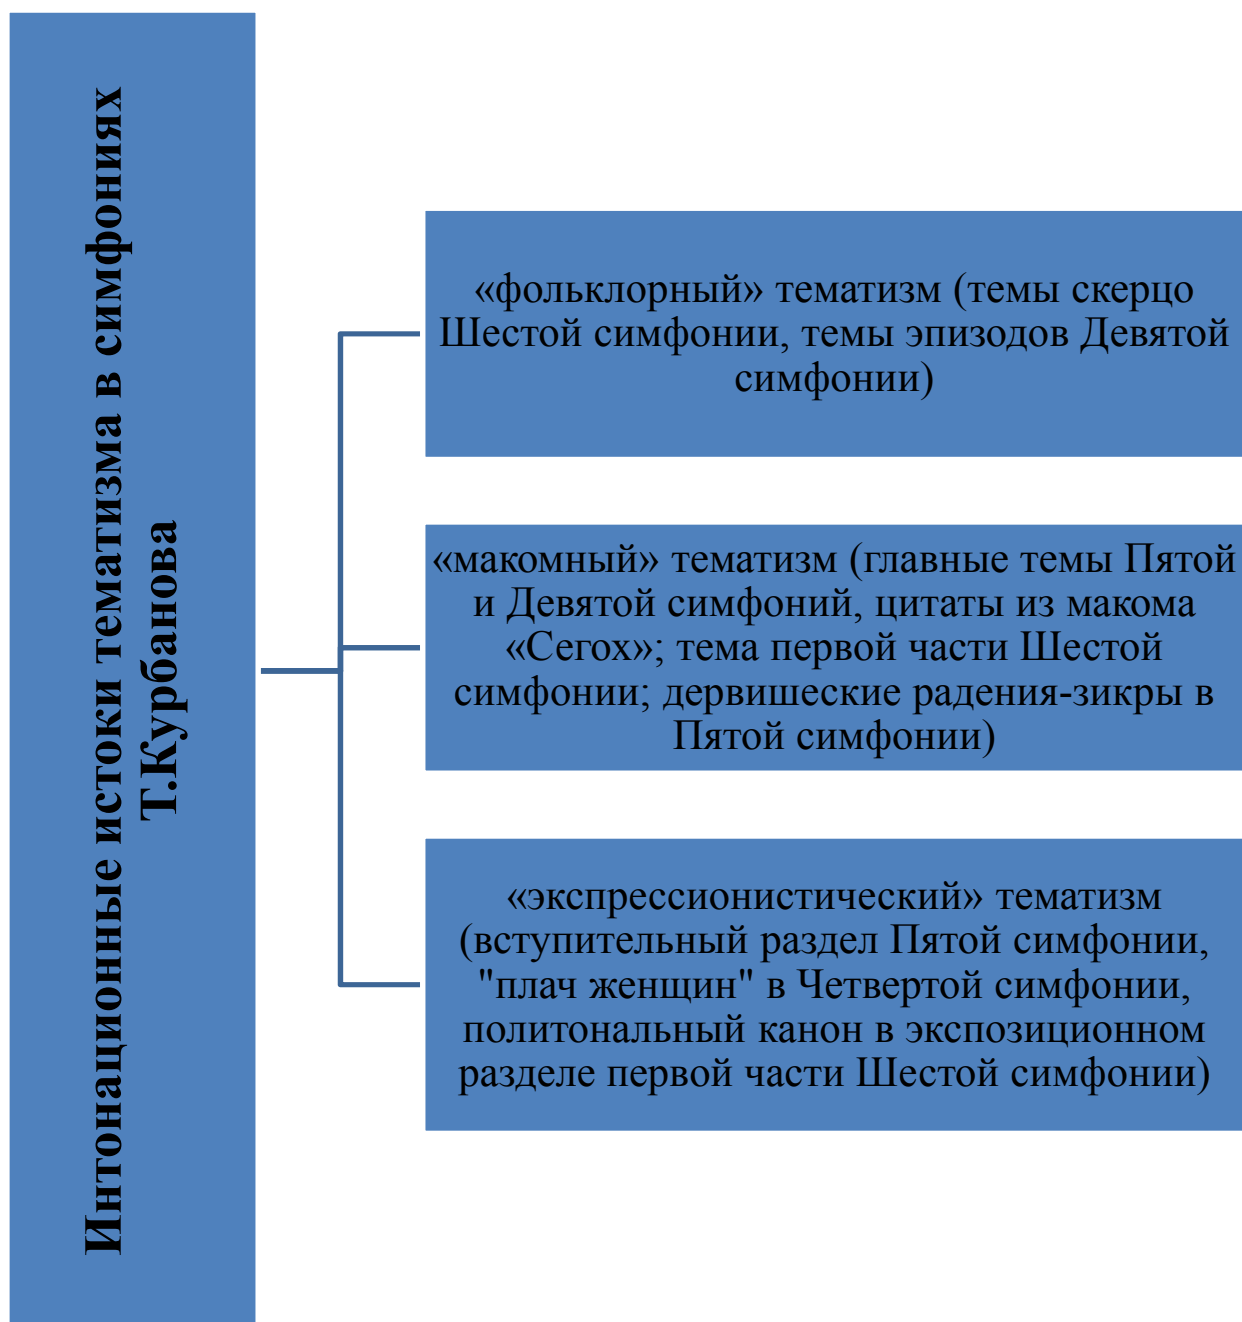 Интонационные истоки тематизма в симфониях
Т.Курбанова
«фольклорный» тематизм (темы скерцо
Шестой симфонии, темы эпизодов Девятой
симфонии)
«макомный» тематизм (главные темы Пятой
и Девятой симфоний, цитаты из макома
«Сегох»; тема первой части Шестой
симфонии; дервишеские радения-зикры в
Пятой симфонии)
«экспрессионистический» тематизм
(вступительный раздел Пятой симфонии,
"плач женщин" в Четвертой симфонии,
политональный канон в экспозиционном
разделе первой части Шестой симфонии)